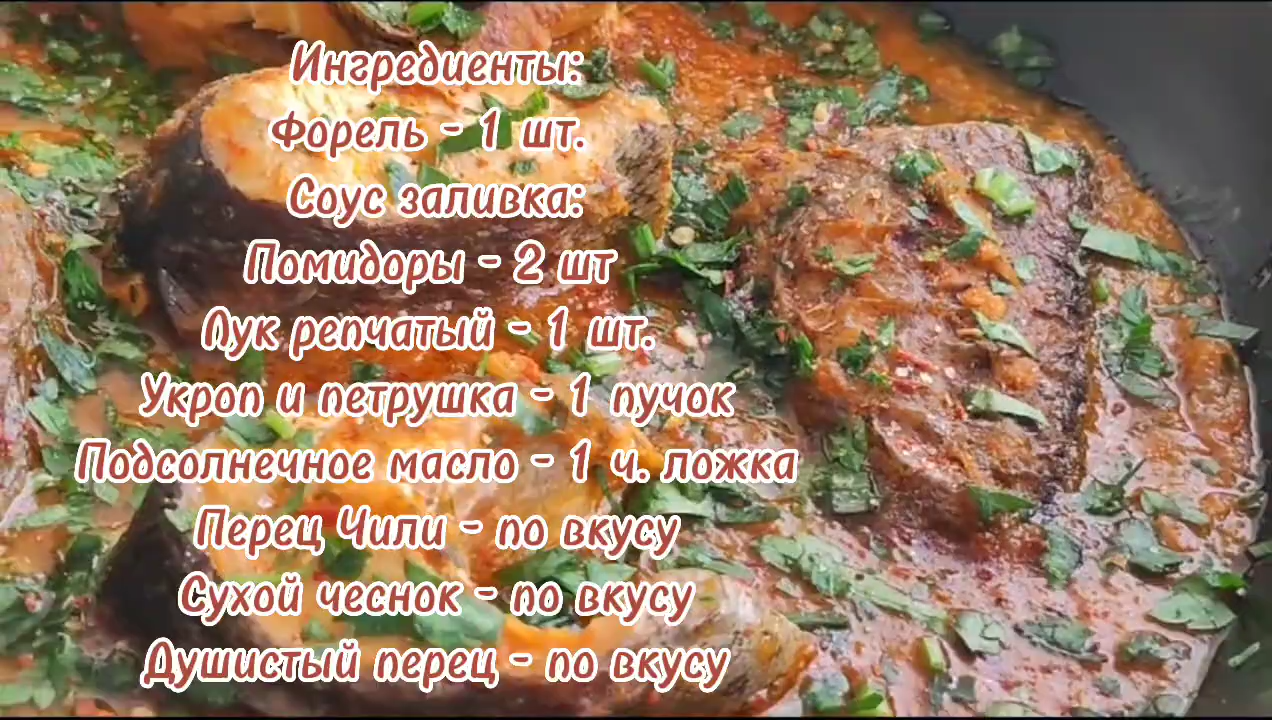 Ингредиенты:
Форель - 1 шт.
Соус заливка:
Помидоры - 2 шт
Лук репчатый - 1 шт.
Укроп и петрушка - 1 пучок
Подсолнечное масло - 1 ч. ложка
Перец Чили - по вкусу
Сухой чеснок - по вкусу
Душистый перец - по вкусу